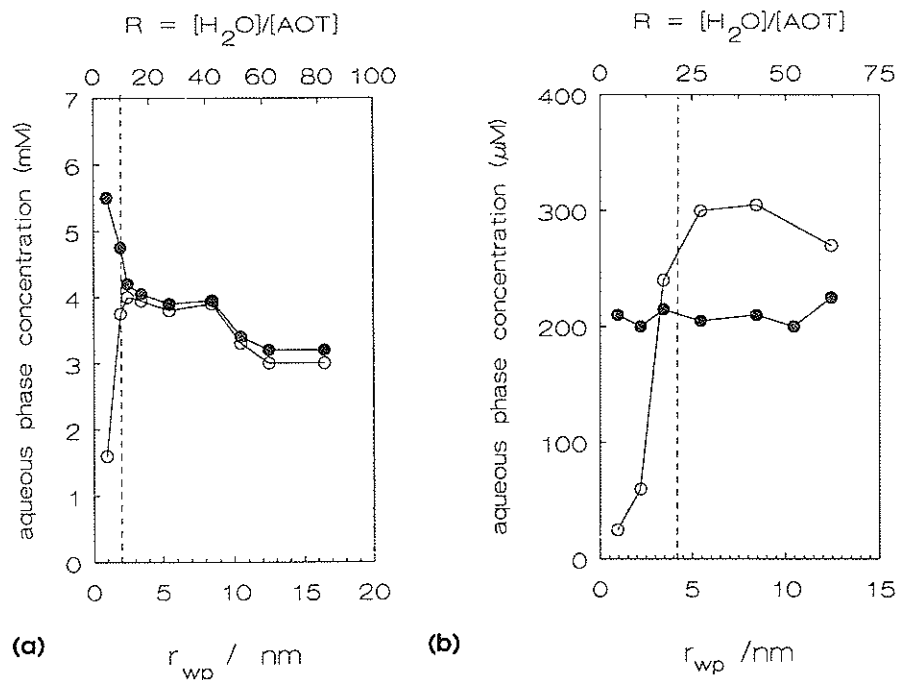 R = [H₂O]/[AOT]
0 20 40 60 80 100
7
6
5
4
3
2
1
0
aqueous phase concentration (mM)
0 5 10 15 20
(a)
r_wp / nm
R = [H₂O]/[AOT]
0 25 50 75
400
300
200
100
0
aqueous phase concentration (μM)
0 5 10 15
(b)
r_wp /nm